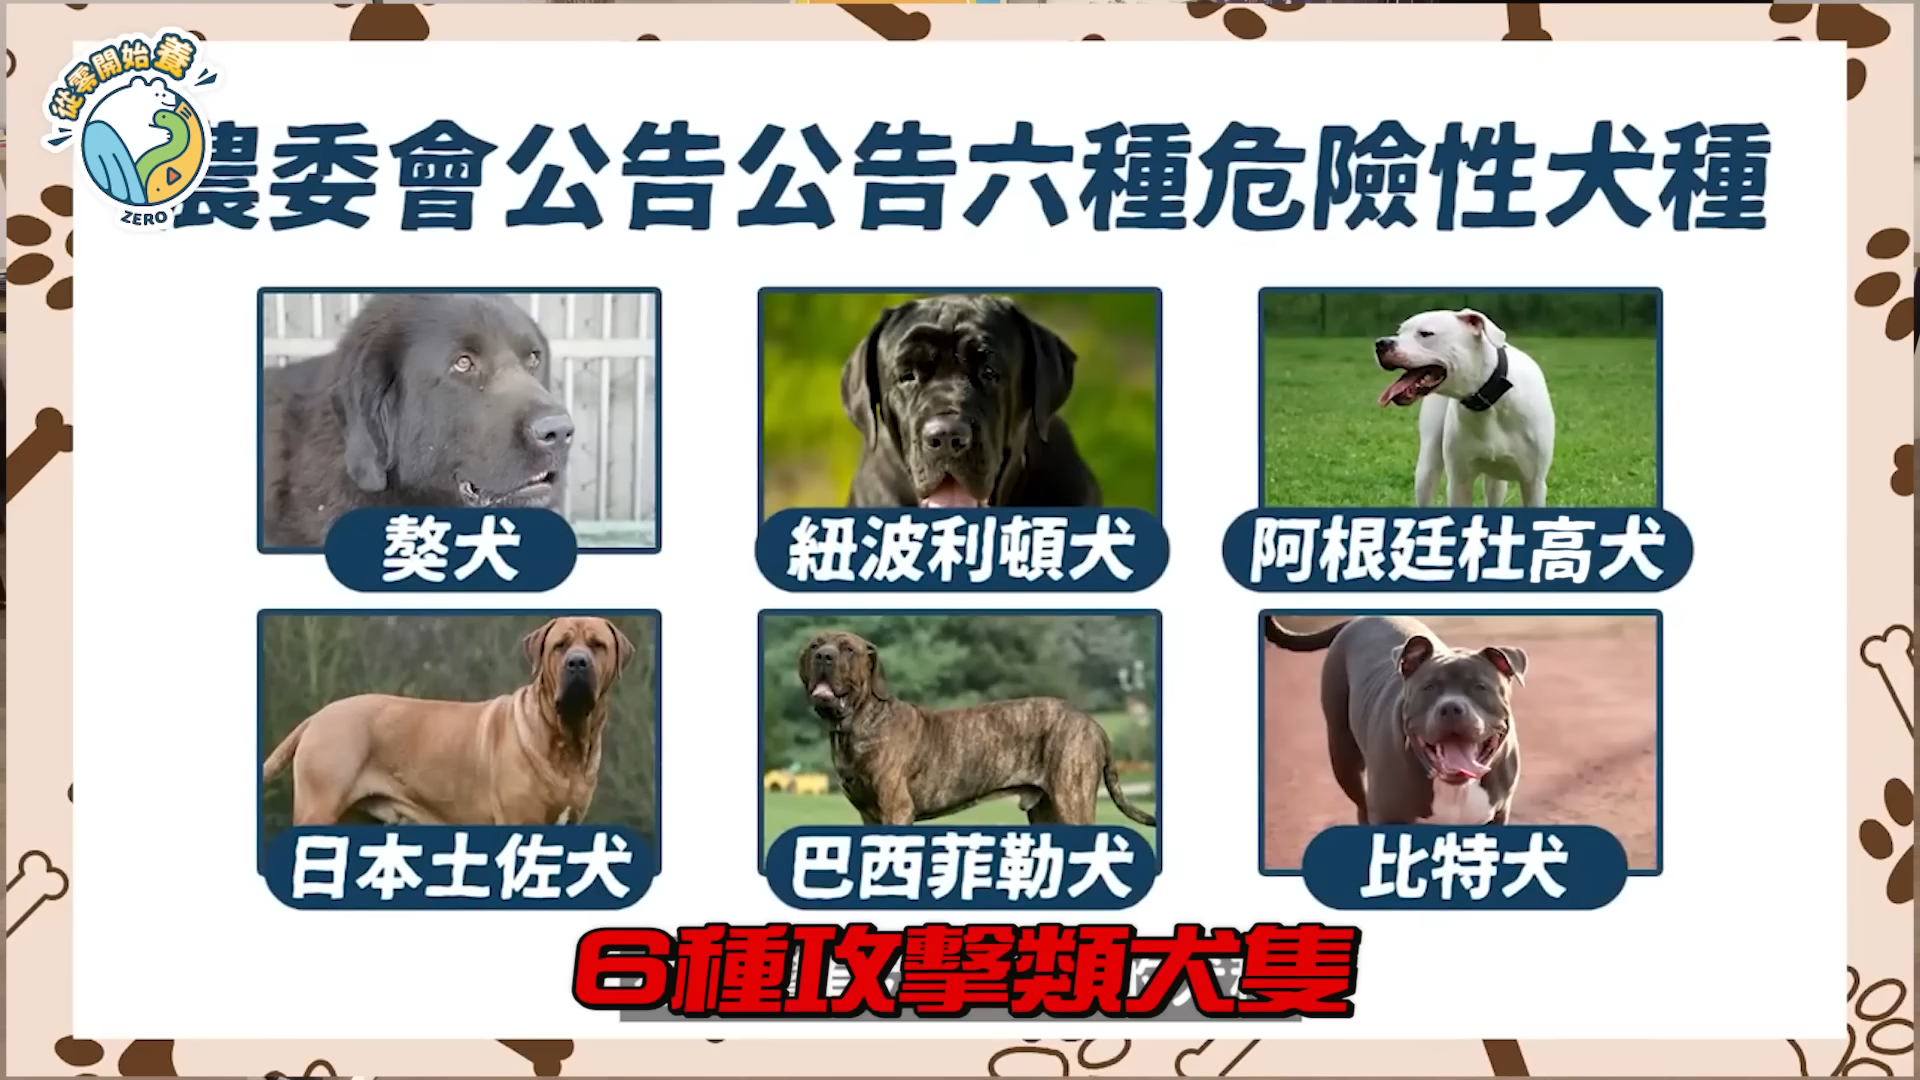 從零開始養
ZERO
農委會公告公告六種危險性犬種
獒犬
紐波利頓犬
阿根廷杜高犬
日本土佐犬
巴西菲勒犬
比特犬
6種攻擊類犬隻